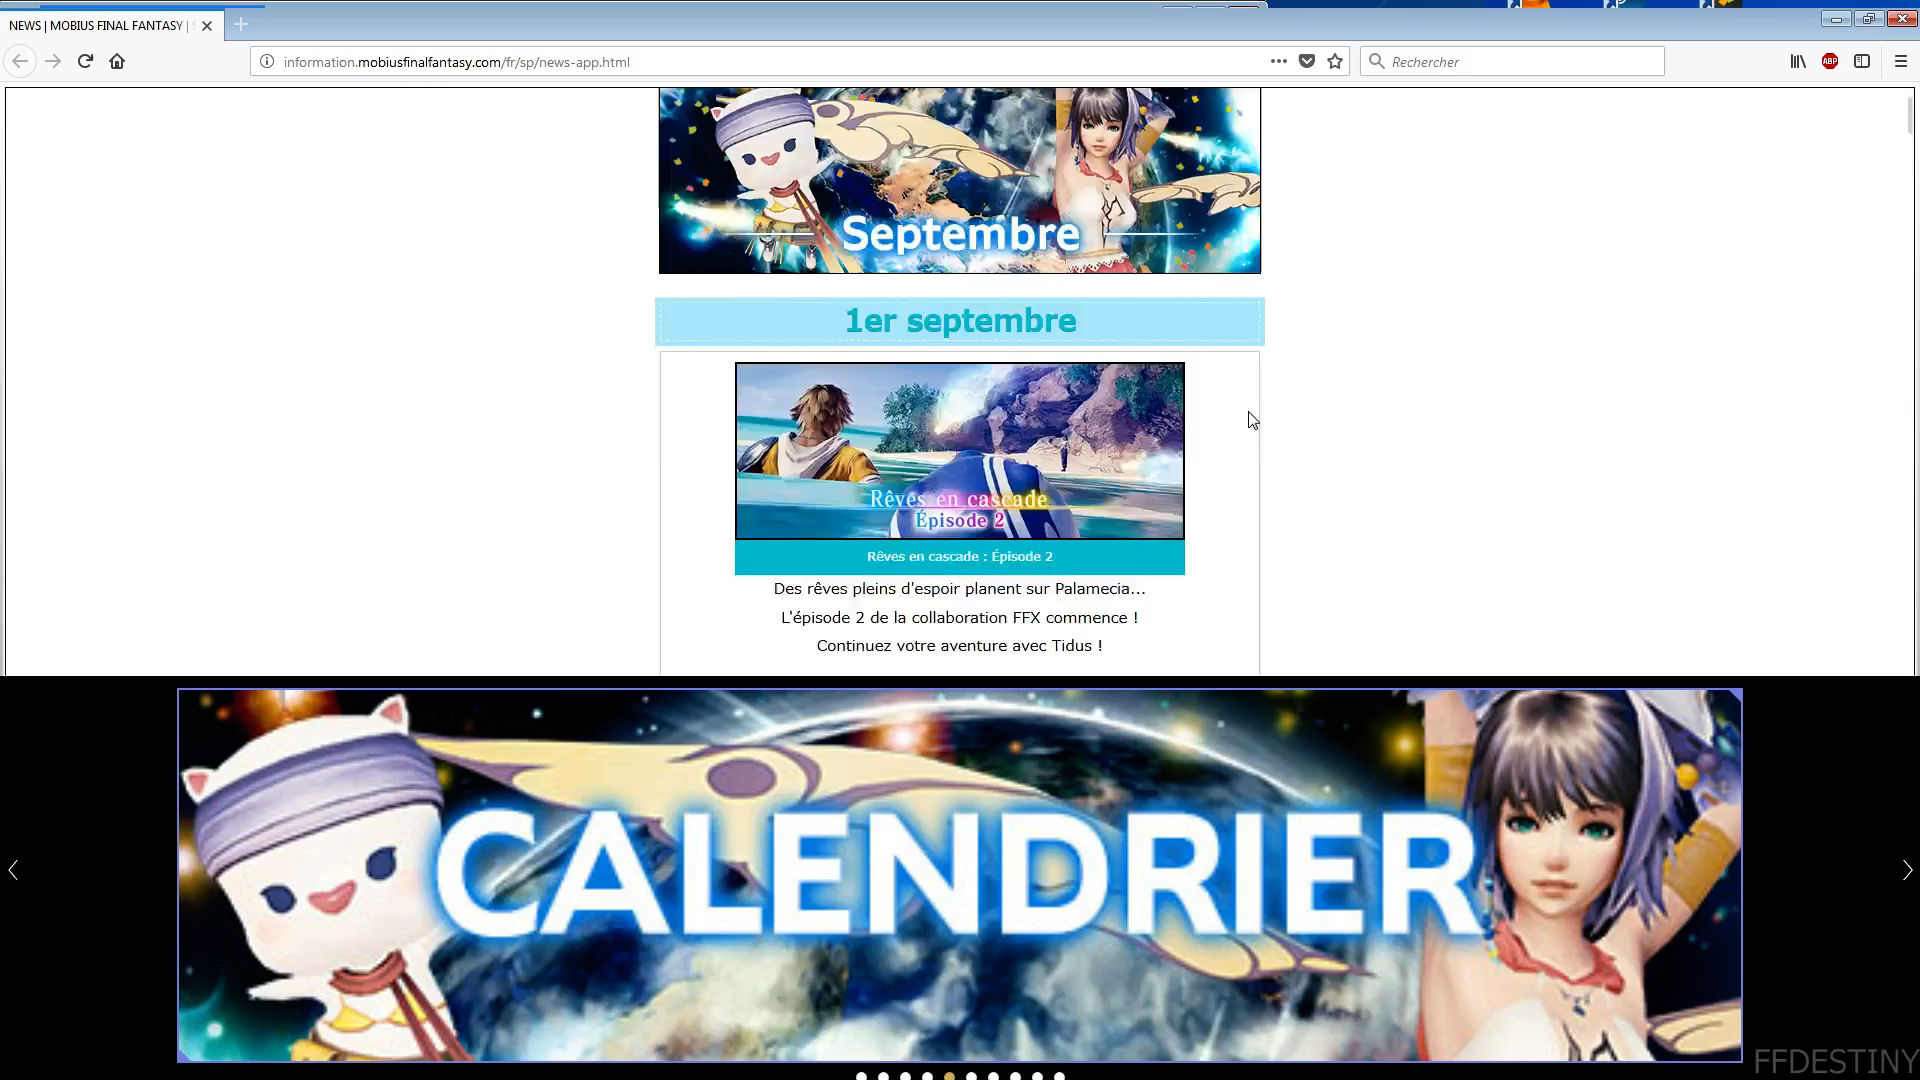 NEWS | MOBIUS FINAL FANTASY |
information.mobiusfinalfantasy.com/fr/sp/news-app.html
Rechercher
ABP
Septembre
1er septembre
Rêves en cascade
Épisode 2
Rêves en cascade : Épisode 2
Des rêves pleins d'espoir planent sur Palamecia...
L'épisode 2 de la collaboration FFX commence !
Continuez votre aventure avec Tidus !
CALENDRIER
FFDESTINY